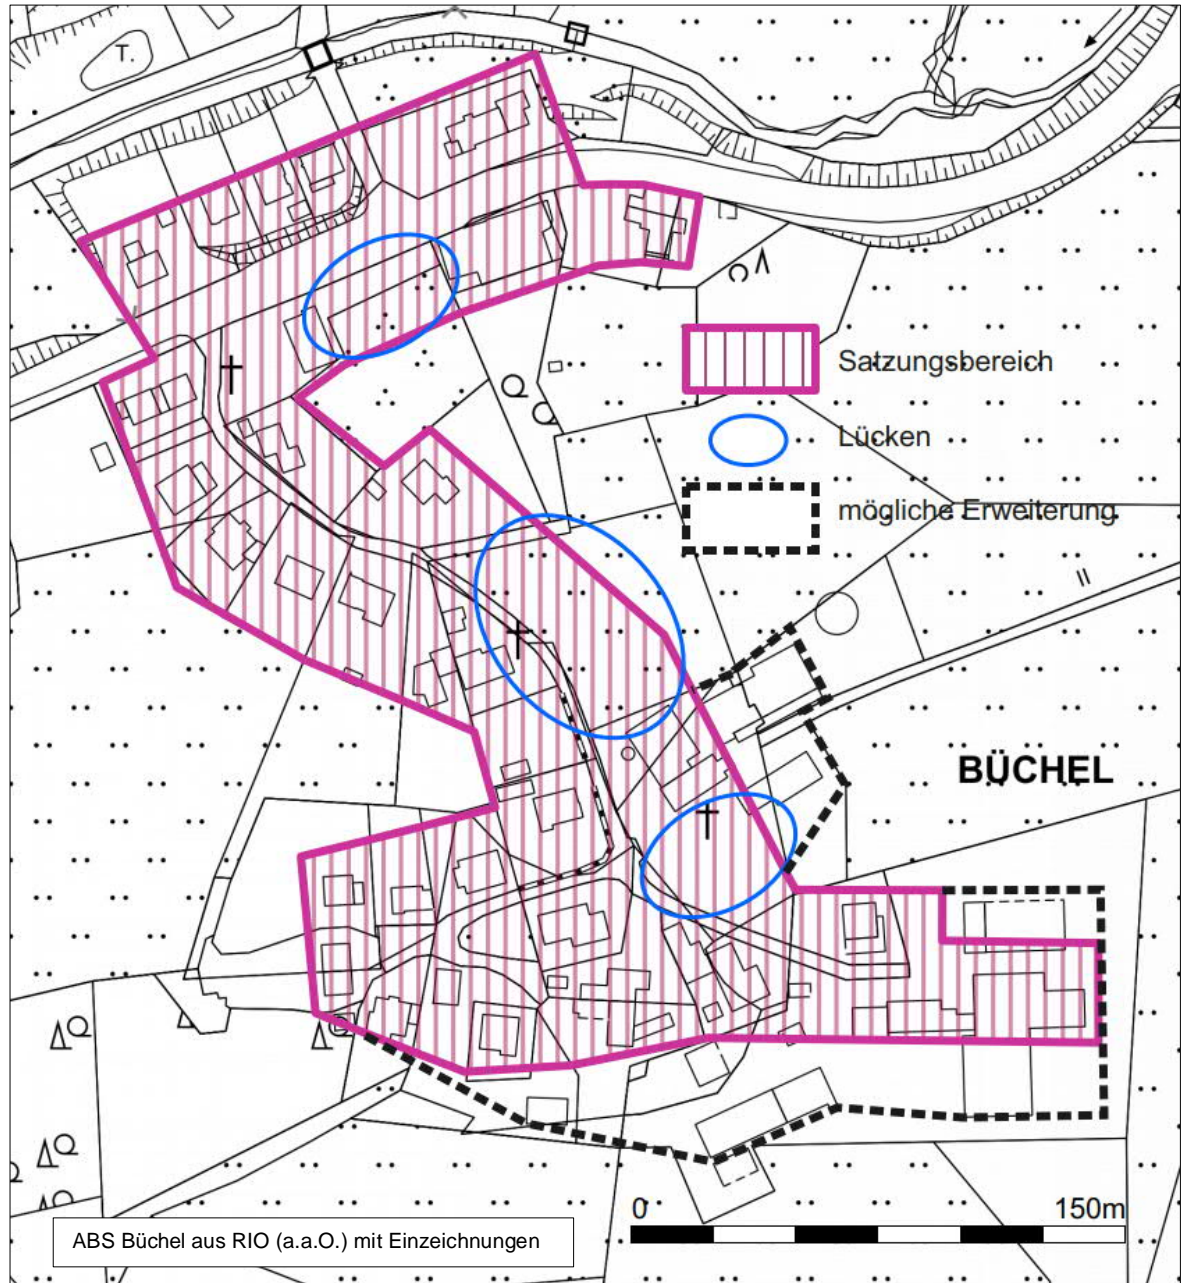 T.
Satzungsbereich
Lücken
mögliche Erweiterung
BÜCHEL
0 150m
ABS Büchel aus RIO (a.a.O.) mit Einzeichnungen